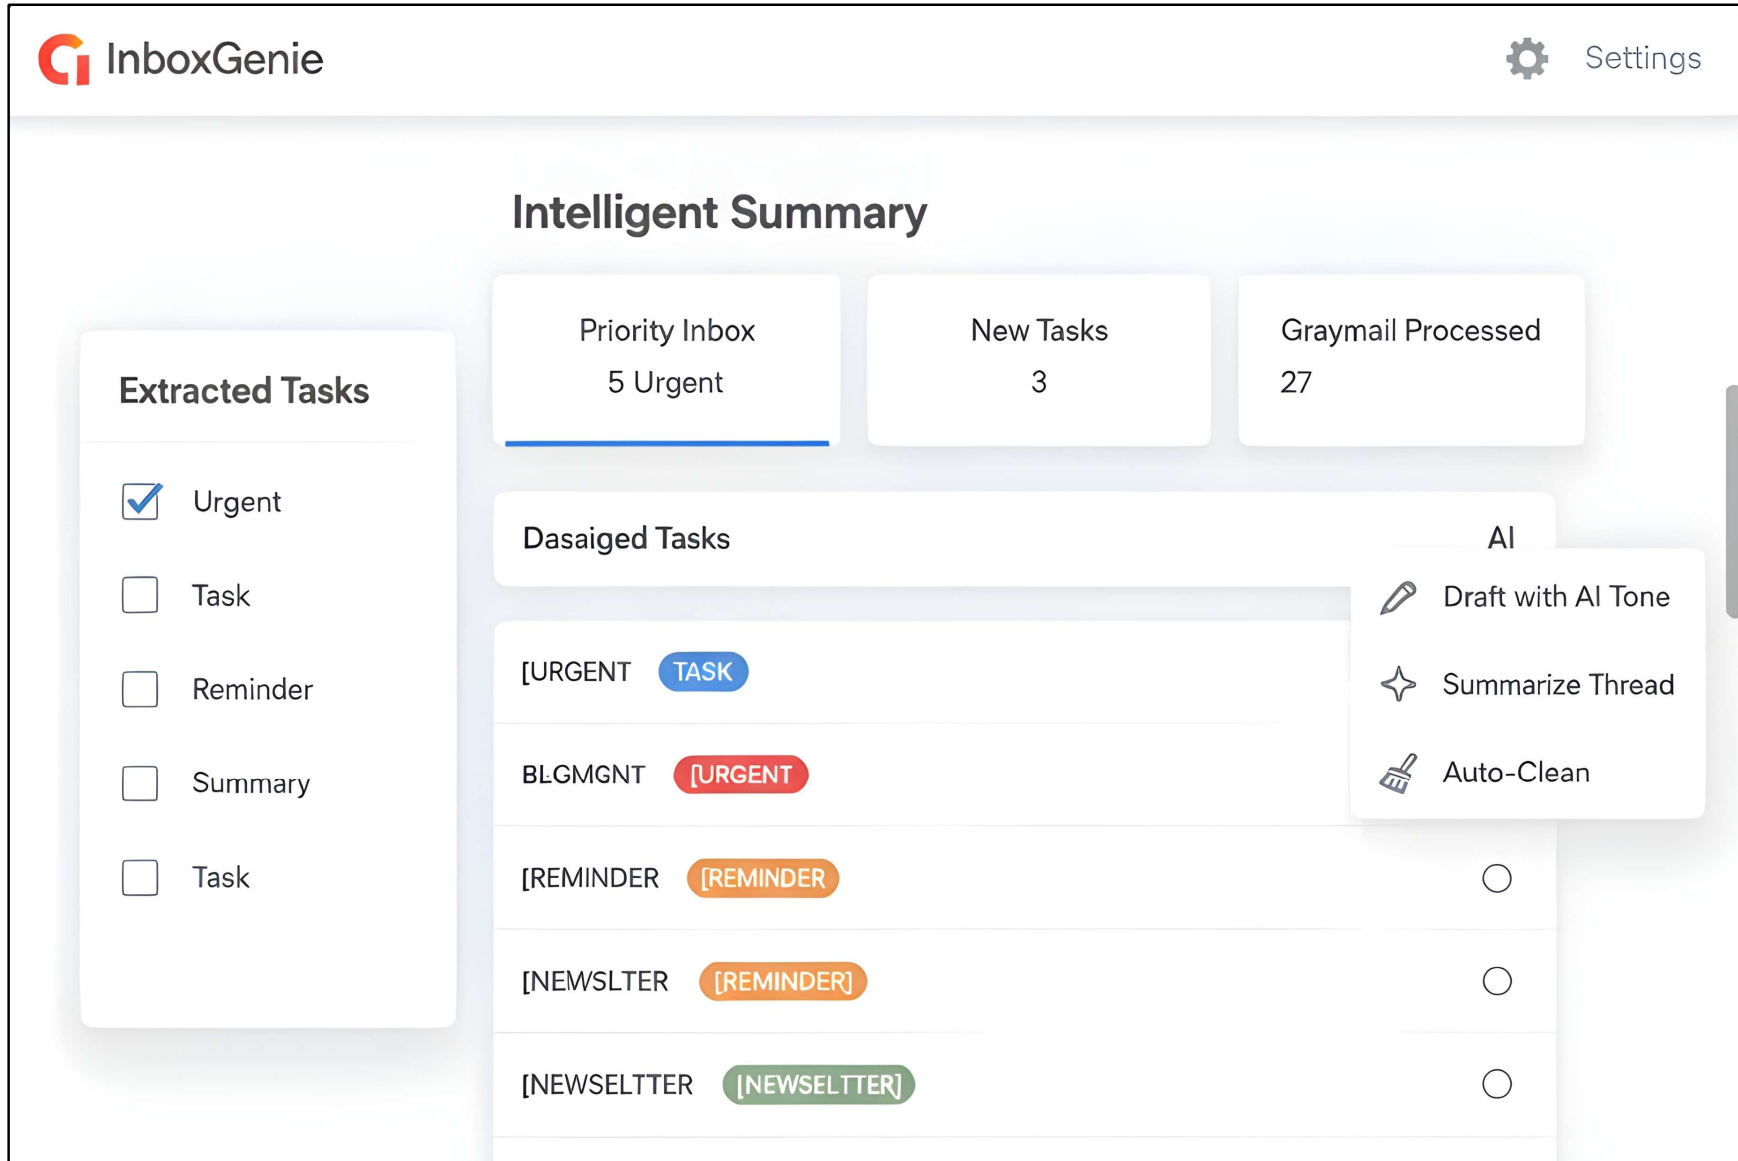 InboxGenie
Settings
Intelligent Summary
Priority Inbox
5 Urgent
New Tasks
3
Graymail Processed
27
Extracted Tasks
Urgent
Task
Reminder
Summary
Task
Dasaiged Tasks
AI
Draft with AI Tone
Summarize Thread
Auto-Clean
[URGENT TASK
BLGMGNT [URGENT
[REMINDER [REMINDER
[NEWSLTER [REMINDER]
[NEWSELTTER [NEWSELTTER]